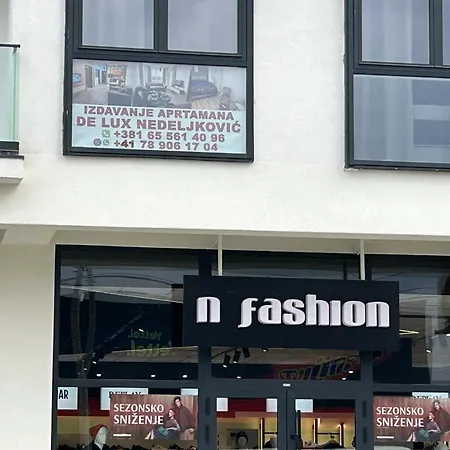 IZDAVANJE APRTAMANA
DE LUX NEDELJKOVIĆ
+381 65 561 40 96
+41 78 906 17 04
n fashion
Yettel.
SEZONSKO
SNIŽENJE
SEZONSKO
SNIŽENJE